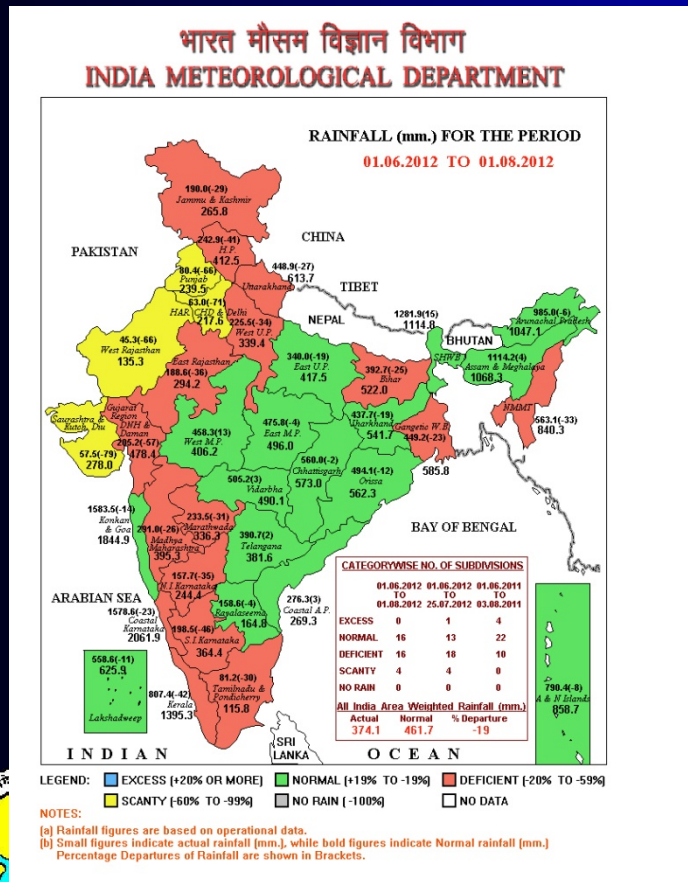 भारत मौसम विज्ञान विभाग
INDIA METEOROLOGICAL DEPARTMENT
RAINFALL (mm.) FOR THE PERIOD
01.06.2012 TO 01.08.2012
190.0(-29)
Jammu & Kashmir
265.8
CHINA
PAKISTAN
242.9(-41)
H.P.
412.5
80.4(-66)
Punjab
239.5
448.9(-27)
613.7
Uttarakhand
TIBET
63.0(-71)
HAR. CHD & Delhi
217.6
225.5(-34)
West U.P.
339.4
NEPAL
1281.9(15)
1114.8
SHWB
BHUTAN
985.0(-6)
Arunachal Pradesh
1047.1
45.3(-66)
West Rajasthan
135.3
East Rajasthan
188.6(-36)
294.2
340.0(-19)
East U.P.
417.5
392.7(-25)
Bihar
522.0
1114.2(4)
Assam & Meghalaya
1068.3
NMMT
563.1(-33)
840.3
Saurashtra &
Kutch, Diu
57.5(-79)
278.0
Gujarat
Region
DNH &
Daman
205.2(-57)
478.4
458.3(13)
West M.P.
406.2
475.8(-4)
East M.P.
496.0
437.7(-19)
Jharkhand
541.7
Gangetic W.B
449.2(-23)
585.8
560.0(-2)
Chhattisgarh
573.0
494.1(-12)
Orissa
562.3
505.2(3)
Vidarbha
490.1
1583.5(-14)
Konkan
& Goa
1844.9
291.0(-26)
Madhya
Maharashtra
395.3
233.5(-31)
Marathwada
336.3
390.7(2)
Telangana
381.6
BAY OF BENGAL
ARABIAN SEA
157.7(-35)
N.I Karnataka
244.4
158.6(-4)
Rayalaseema
164.8
276.3(3)
Coastal A.P.
269.3
1578.6(-23)
Coastal
Karnataka
2061.9
198.5(-46)
S.I Karnataka
364.4
558.6(-11)
625.9
Lakshadweep
807.4(-42)
Kerala
1395.3
81.2(-30)
Tamilnadu &
Pondicherry
115.8
CATEGORYWISE NO. OF SUBDIVISIONS
01.06.2012 01.06.2012 01.06.2011
TO TO TO
01.08.2012 25.07.2012 03.08.2011
EXCESS 0 1 4
NORMAL 16 13 22
DEFICIENT 16 18 10
SCANTY 4 4 0
NO RAIN 0 0 0
All India Area Weighted Rainfall (mm.)
Actual Normal % Departure
374.1 461.7 -19
790.4(-8)
A & N Islands
858.7
SRI
LANKA
INDIAN OCEAN
LEGEND: EXCESS (+20% OR MORE) NORMAL (+19% TO -19%) DEFICIENT (-20% TO -59%)
SCANTY (-60% TO -99%) NO RAIN (-100%) NO DATA
NOTES:
(a) Rainfall figures are based on operational data.
(b) Small figures indicate actual rainfall (mm.), while bold figures indicate Normal rainfall (mm.)
Percentage Departures of Rainfall are shown in Brackets.